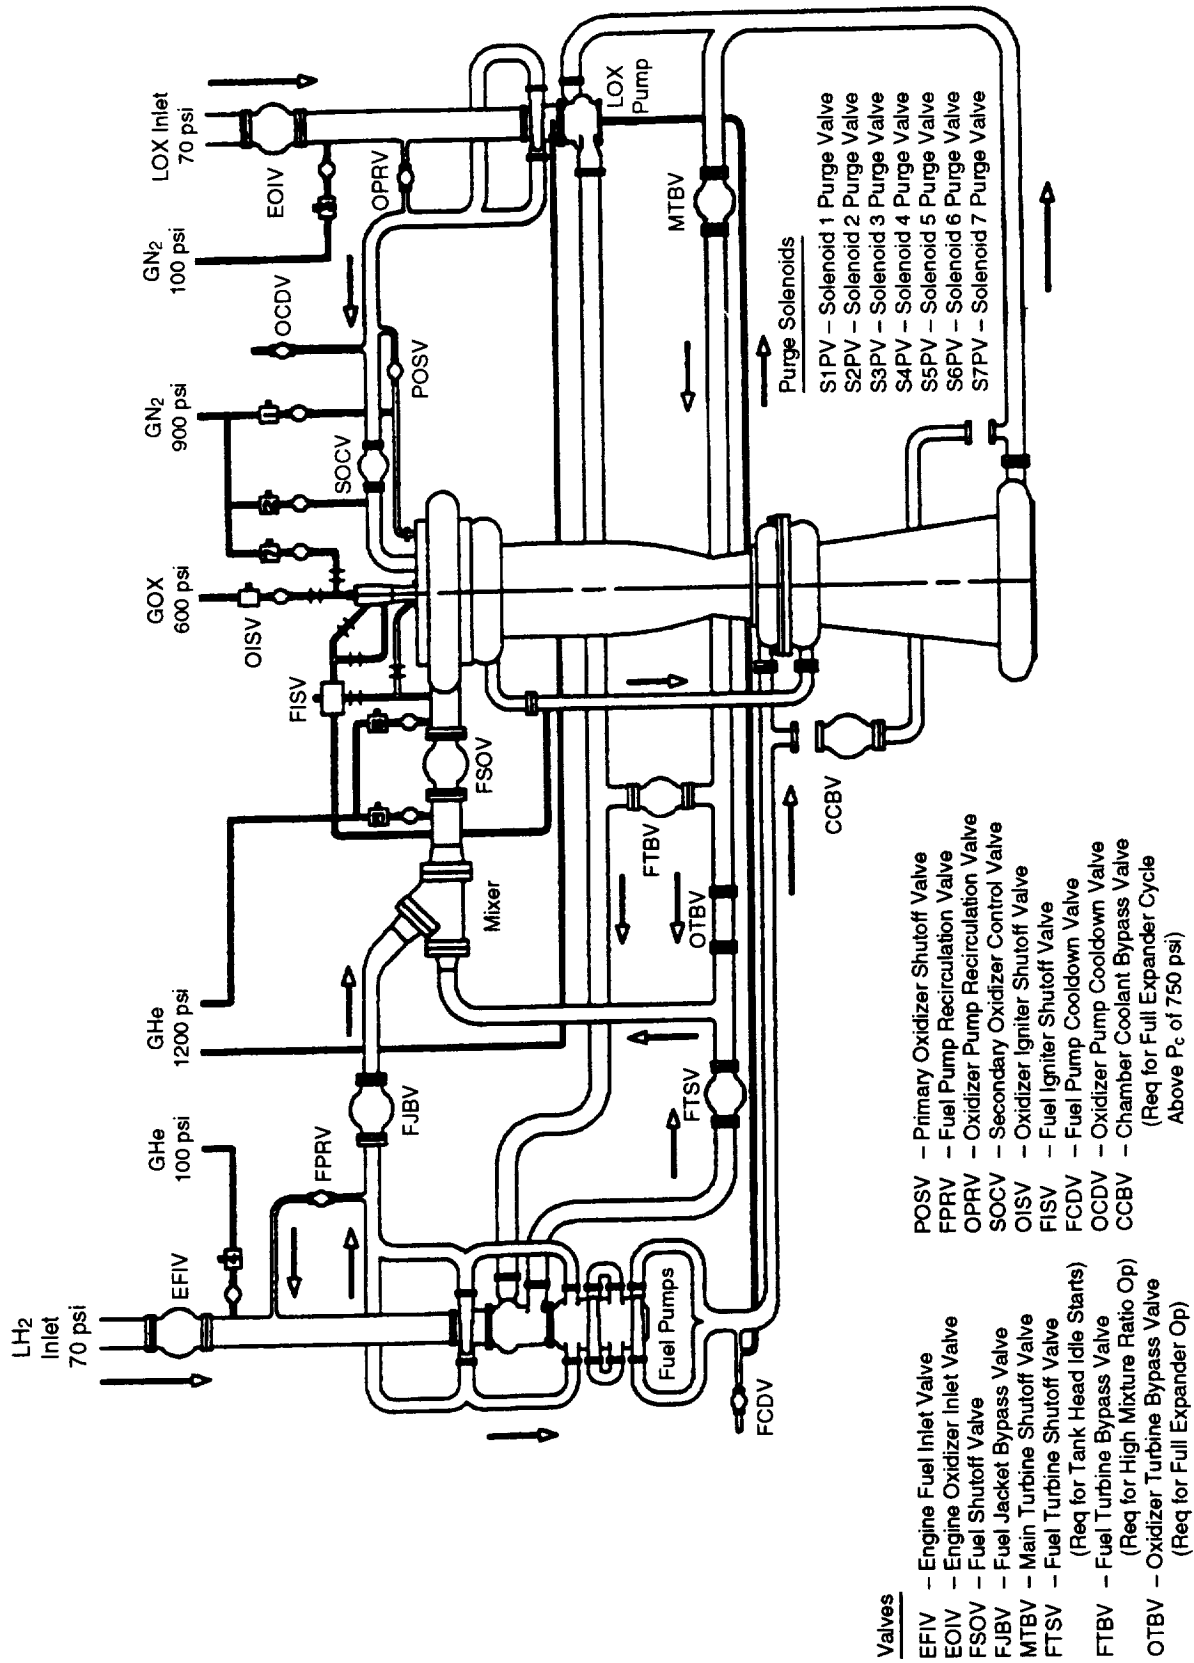 LH2
Inlet
70 psi
EFIV
GHe
100 psi
FPRV
FJBV
GHe
1200 psi
Mixer
FSOV
FISV
OISV
GOX
600 psi
GN2
900 psi
SOCV
POSV
OCDV
GN2
100 psi
EOIV
OPRV
LOX Inlet
70 psi
LOX
Pump
MTBV
Fuel Pumps
FCDV
FTSV
OTBV
FTBV
CCBV
Purge Solenoids
S1PV – Solenoid 1 Purge Valve
S2PV – Solenoid 2 Purge Valve
S3PV – Solenoid 3 Purge Valve
S4PV – Solenoid 4 Purge Valve
S5PV – Solenoid 5 Purge Valve
S6PV – Solenoid 6 Purge Valve
S7PV – Solenoid 7 Purge Valve
Valves
EFIV – Engine Fuel Inlet Valve
EOIV – Engine Oxidizer Inlet Valve
FSOV – Fuel Shutoff Valve
FJBV – Fuel Jacket Bypass Valve
MTBV – Main Turbine Shutoff Valve
FTSV – Fuel Turbine Shutoff Valve
(Req for Tank Head Idle Starts)
FTBV – Fuel Turbine Bypass Valve
(Req for High Mixture Ratio Op)
OTBV – Oxidizer Turbine Bypass Valve
(Req for Full Expander Op)
POSV – Primary Oxidizer Shutoff Valve
FPRV – Fuel Pump Recirculation Valve
OPRV – Oxidizer Pump Recirculation Valve
SOCV – Secondary Oxidizer Control Valve
OISV – Oxidizer Igniter Shutoff Valve
FISV – Fuel Igniter Shutoff Valve
FCDV – Fuel Pump Cooldown Valve
OCDV – Oxidizer Pump Cooldown Valve
CCBV – Chamber Coolant Bypass Valve
(Req for Full Expander Cycle
Above Pc of 750 psi)